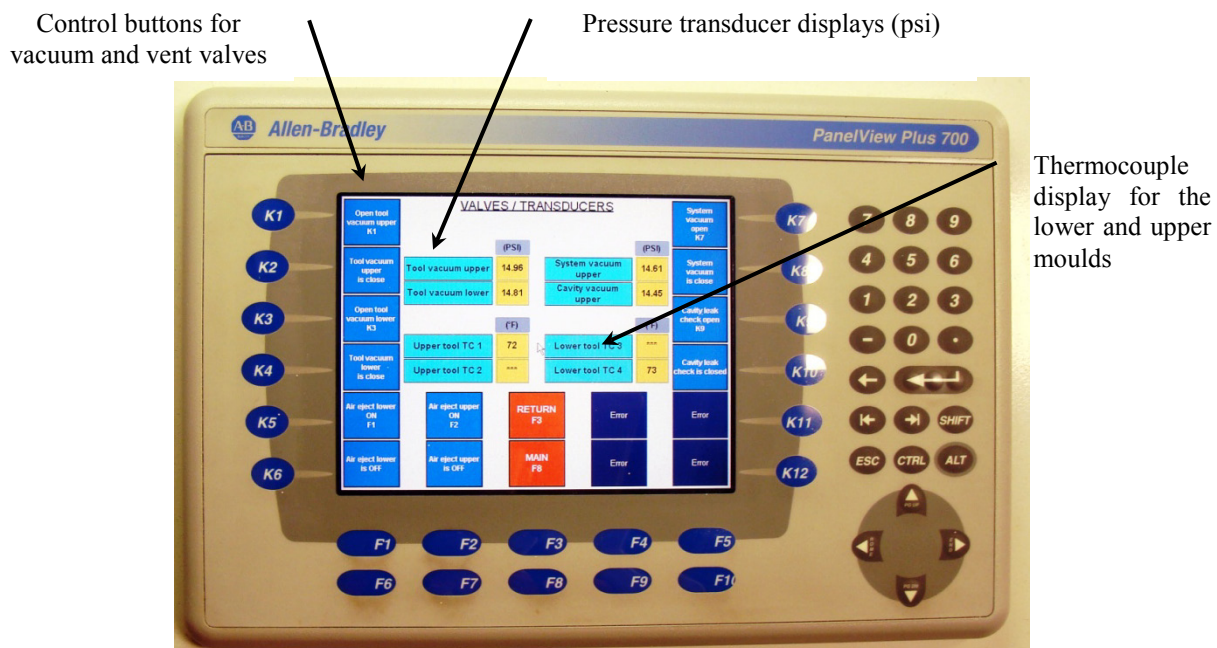 Control buttons for
vacuum and vent valves
Pressure transducer displays (psi)
Thermocouple
display for the
lower and upper
moulds
AB Allen-Bradley
PanelView Plus 700
VALVES / TRANSDUCERS
K1
K2
K3
K4
K5
K6
Open tool
vacuum upper
K1
Tool vacuum
upper
is close
Open tool
vacuum lower
K3
Tool vacuum
lower
is close
Air eject lower
ON
F1
Air eject lower
is OFF
(PSI)
Tool vacuum upper 14.96
Tool vacuum lower 14.81
(PSI)
System vacuum
upper
14.61
Cavity vacuum
upper
14.45
(°F)
Upper tool TC 1 72
Upper tool TC 2 ***
(°F)
Lower tool TC 3 ***
Lower tool TC 4 73
Air eject upper
ON
F2
Air eject upper
is OFF
RETURN
F3
MAIN
F8
Error
Error
System
vacuum
open
K7
System
vacuum
is close
Cavity leak
check open
K9
Cavity leak
check is closed
Error
Error
K7
K8
K9
K10
K11
K12
7 8 9
4 5 6
1 2 3
- 0 .
SHIFT
ESC CTRL ALT
F1 F2 F3 F4 F5
F6 F7 F8 F9 F10